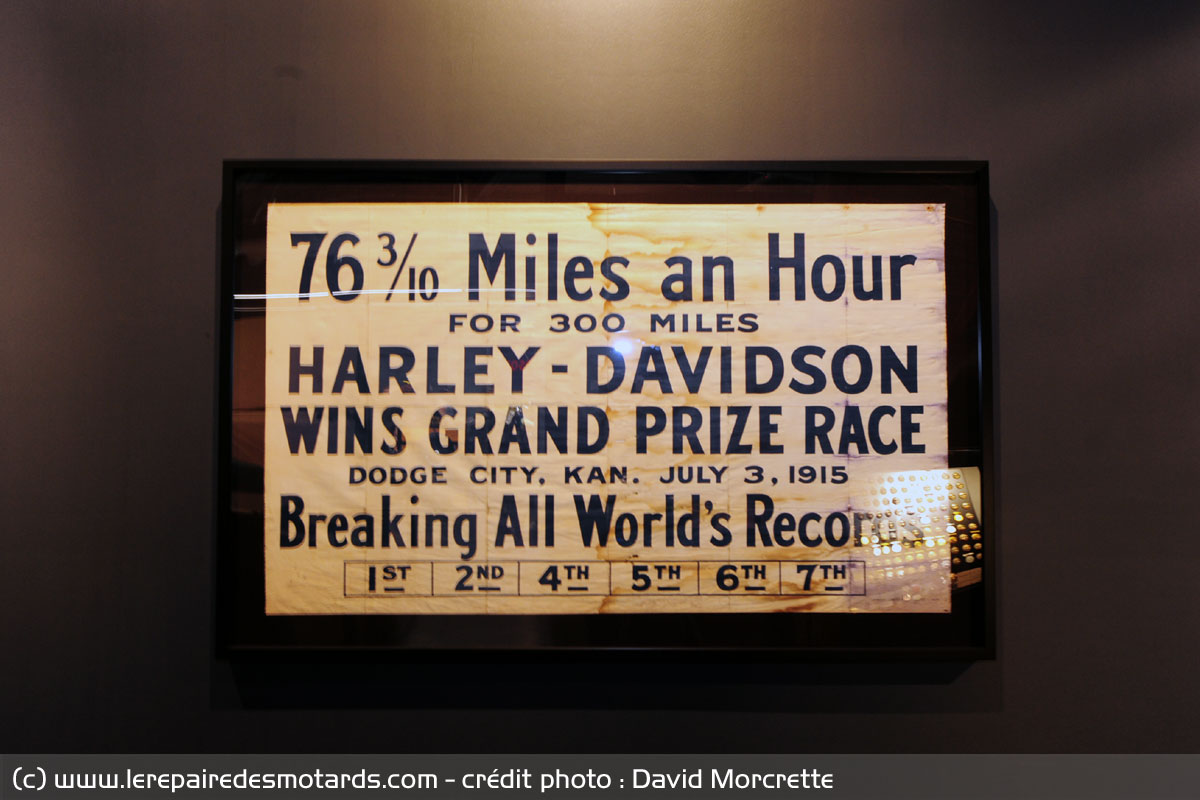 76 3/10 Miles an Hour
FOR 300 MILES
HARLEY-DAVIDSON
WINS GRAND PRIZE RACE
DODGE CITY, KAN. JULY 3, 1915
Breaking All World's Records
1ST 2ND 4TH 5TH 6TH 7TH
(c) www.lerepairedesmotards.com - crédit photo : David Morcrette